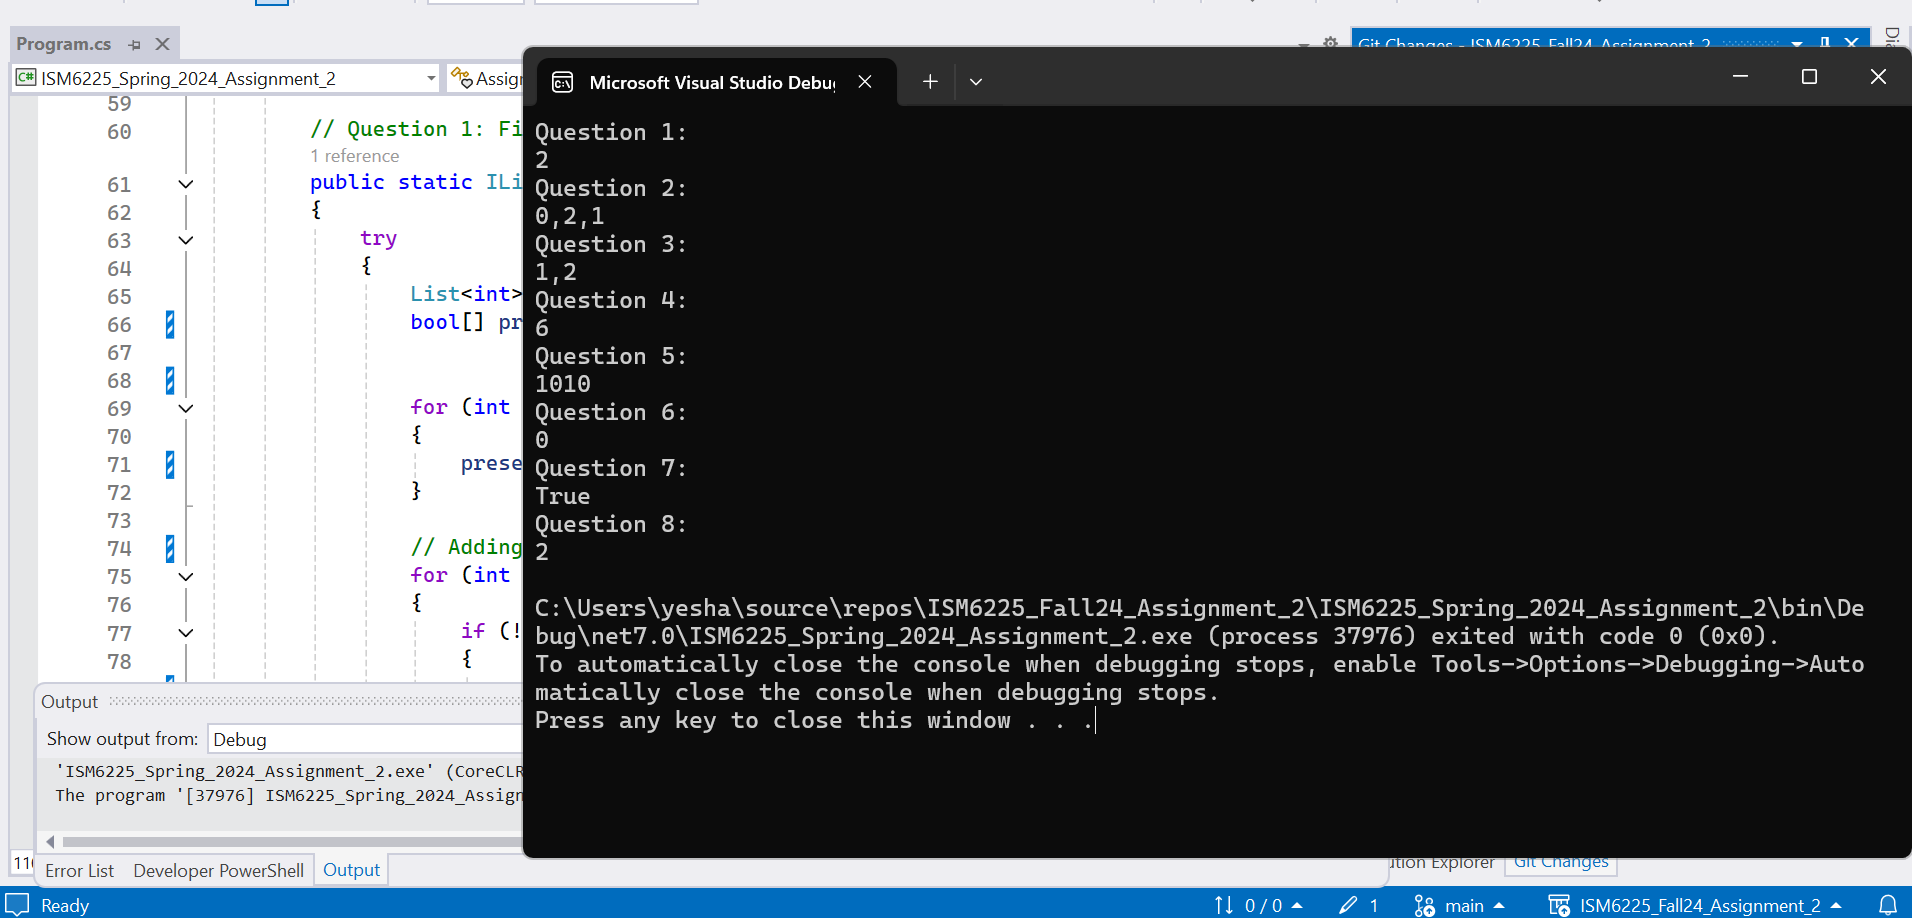 Program.cs
Git Changes - ISM6225_Fall24_Assignment_2
ISM6225_Spring_2024_Assignment_2
Assign
59
60 // Question 1: Fi
1 reference
61 public static ILi
62 {
63 try
64 {
65 List<int>
66 bool[] pr
67
68
69 for (int
70 {
71 prese
72 }
73
74 // Adding
75 for (int
76 {
77 if (!
78 {
Microsoft Visual Studio Debu
Question 1:
2
Question 2:
0,2,1
Question 3:
1,2
Question 4:
6
Question 5:
1010
Question 6:
0
Question 7:
True
Question 8:
2
C:\Users\yesha\source\repos\ISM6225_Fall24_Assignment_2\ISM6225_Spring_2024_Assignment_2\bin\De
bug\net7.0\ISM6225_Spring_2024_Assignment_2.exe (process 37976) exited with code 0 (0x0).
To automatically close the console when debugging stops, enable Tools->Options->Debugging->Auto
matically close the console when debugging stops.
Press any key to close this window . . .
Output
Show output from: Debug
'ISM6225_Spring_2024_Assignment_2.exe' (CoreCLR
The program '[37976] ISM6225_Spring_2024_Assign
Error List Developer PowerShell Output
ution Explorer Git Changes
Ready 0 / 0 1 main ISM6225_Fall24_Assignment_2